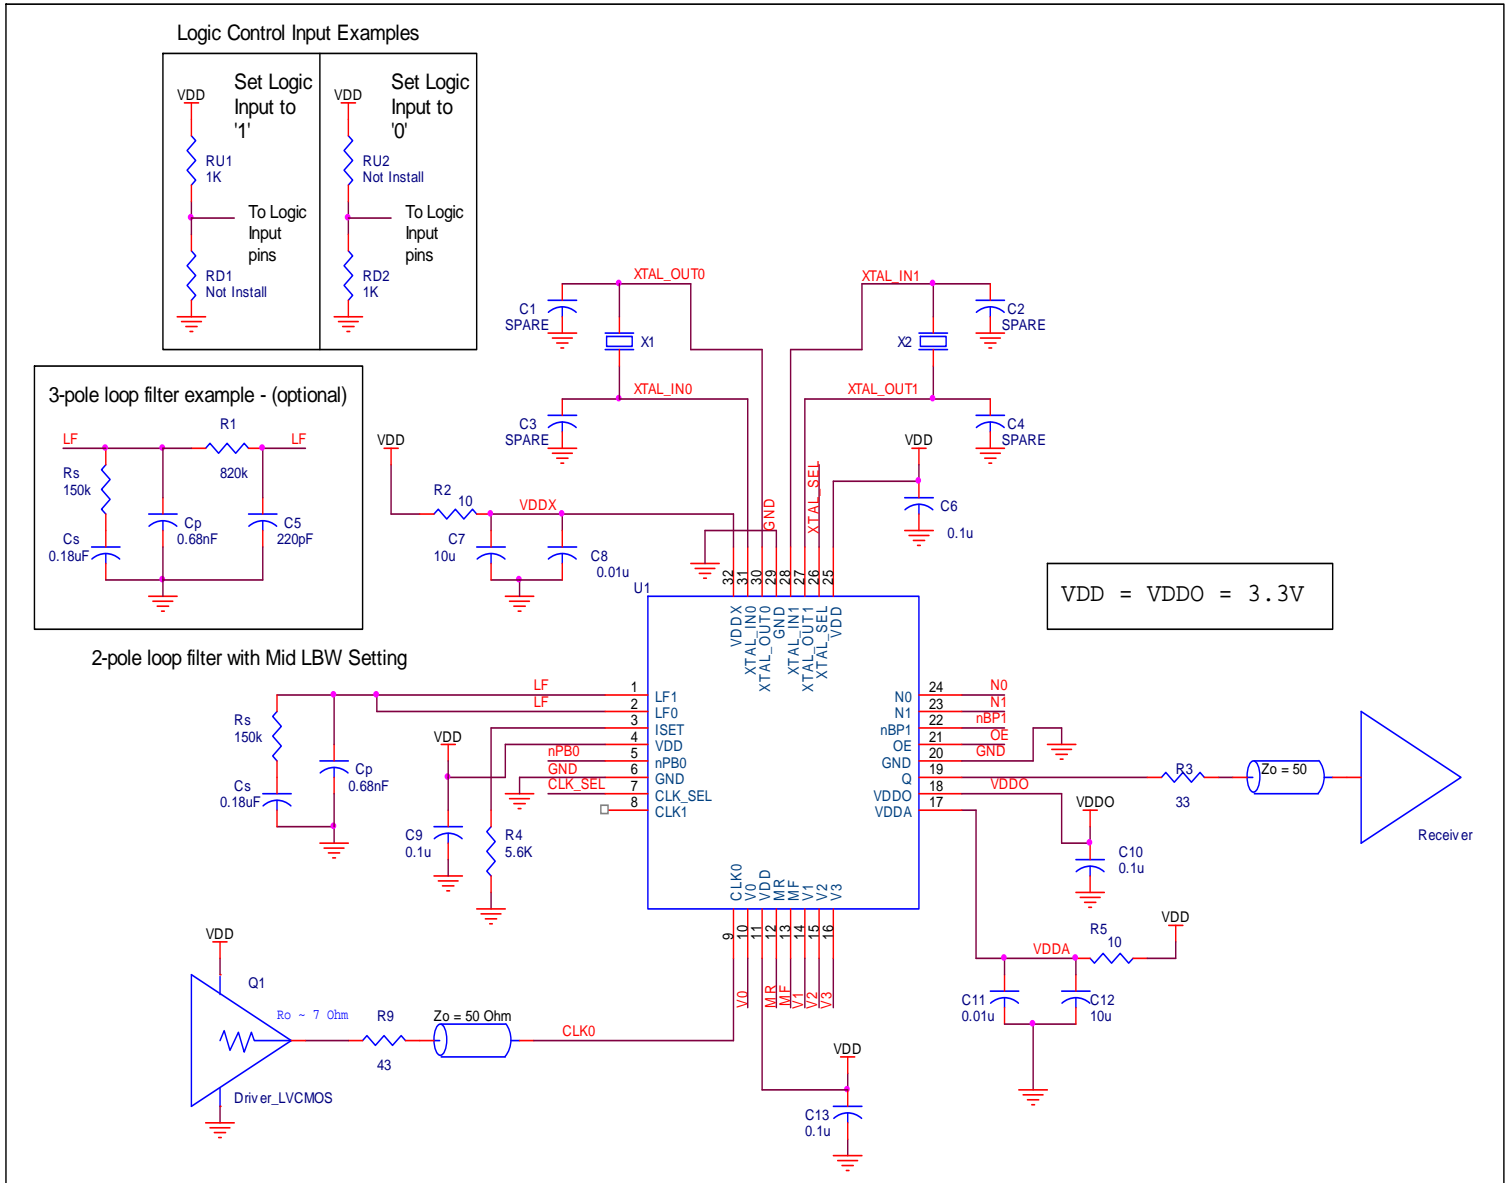 Logic Control Input Examples
Set Logic
Input to
'1'
VDD
RU1
1K
To Logic
Input
pins
RD1
Not Install
Set Logic
Input to
'0'
VDD
RU2
Not Install
To Logic
Input
pins
RD2
1K
3-pole loop filter example - (optional)
LF
R1
LF
820k
Rs
150k
Cs
0.18uF
Cp
0.68nF
C5
220pF
XTAL_OUT0
C1
SPARE
X1
XTAL_IN0
C3
SPARE
XTAL_IN1
C2
SPARE
X2
XTAL_OUT1
C4
SPARE
VDD
R2
10
VDDX
C7
10u
C8
0.01u
GND
XTAL_SEL
VDD
C6
0.1u
VDD = VDDO = 3.3V
U1
32
31
30
29
28
27
26
25
VDDX
XTAL_IN0
XTAL_OUT0
GND
XTAL_IN1
XTAL_OUT1
XTAL_SEL
VDD
2-pole loop filter with Mid LBW Setting
LF
LF
Rs
150k
Cs
0.18uF
Cp
0.68nF
VDD
nPB0
GND
CLK_SEL
C9
0.1u
R4
5.6K
1
2
3
4
5
6
7
8
LF1
LF0
ISET
VDD
nPB0
GND
CLK_SEL
CLK1
N0
N1
nBP1
OE
GND
Q
VDDO
VDDA
24
23
22
21
20
19
18
17
N0
N1
nBP1
OE
GND
VDDO
R3
33
Zo = 50
Receiver
VDDO
C10
0.1u
CLK0
V0
VDD
MR
MF
V1
V2
V3
9
10
11
12
13
14
15
16
V0
MR
MF
V1
V2
V3
VDD
R5
10
VDDA
C11
0.01u
C12
10u
VDD
Q1
Ro ~ 7 Ohm
R9
43
Zo = 50 Ohm
CLK0
Driver_LVCMOS
VDD
C13
0.1u